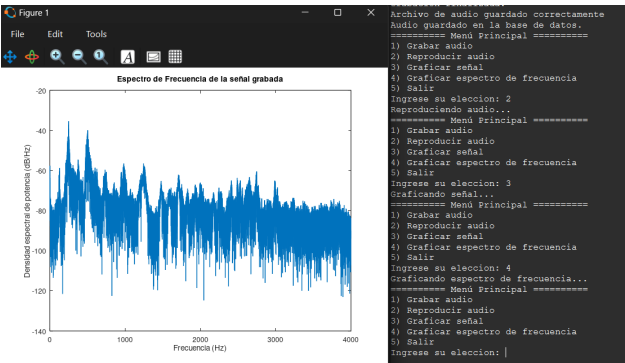 Figure 1
File Edit Tools
Espectro de Frecuencia de la señal grabada
Densidad espectral de potencia (dB/Hz)
-20
-40
-60
-80
-100
-120
-140
0 1000 2000 3000 4000
Frecuencia (Hz)
Archivo de audio guardado correctamente
Audio guardado en la base de datos.
========== Menú Principal ==========
1) Grabar audio
2) Reproducir audio
3) Graficar señal
4) Graficar espectro de frecuencia
5) Salir
Ingrese su eleccion: 2
Reproduciendo audio...
========== Menú Principal ==========
1) Grabar audio
2) Reproducir audio
3) Graficar señal
4) Graficar espectro de frecuencia
5) Salir
Ingrese su eleccion: 3
Graficando señal...
========== Menú Principal ==========
1) Grabar audio
2) Reproducir audio
3) Graficar señal
4) Graficar espectro de frecuencia
5) Salir
Ingrese su eleccion: 4
Graficando espectro de frecuencia...
========== Menú Principal ==========
1) Grabar audio
2) Reproducir audio
3) Graficar señal
4) Graficar espectro de frecuencia
5) Salir
Ingrese su eleccion: